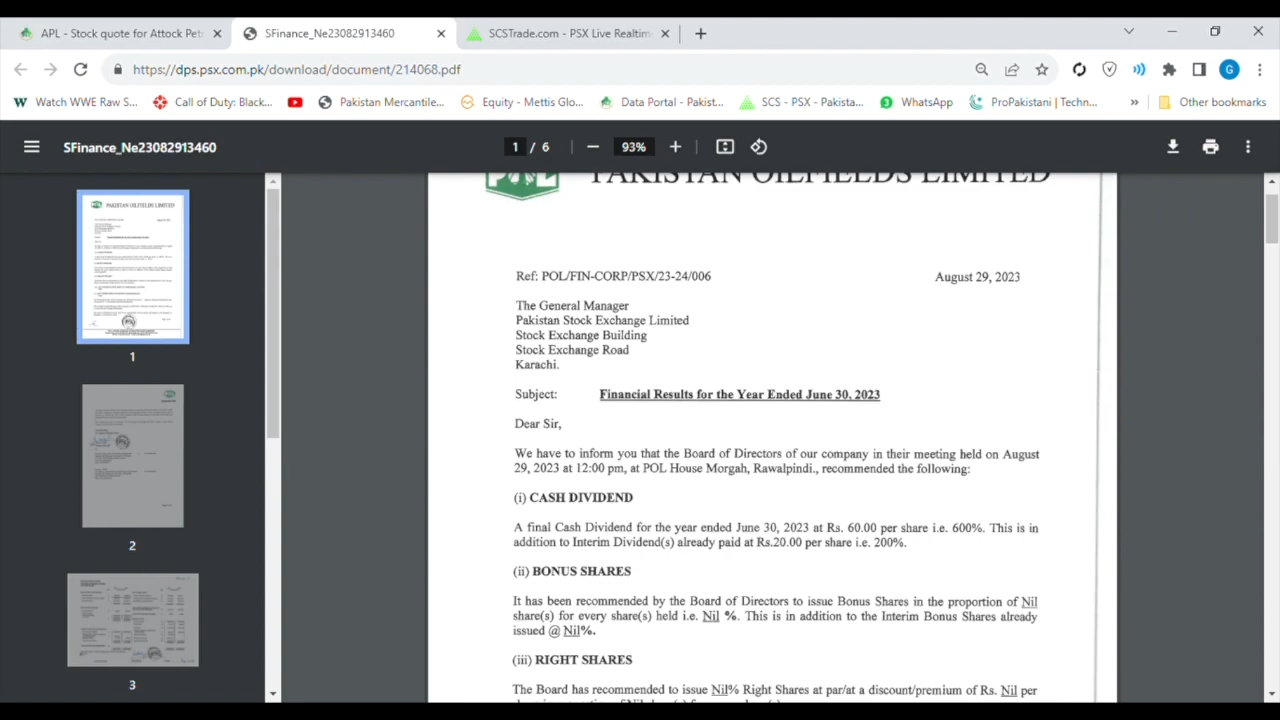 APL - Stock quote for Attock Pet
SFinance_Ne23082913460
SCSTrade.com - PSX Live Realtim
https://dps.psx.com.pk/download/document/214068.pdf
G
Watch WWE Raw S...
Call of Duty: Black...
Pakistan Mercantile...
Equity - Mettis Glo...
Data Portal - Pakist...
SCS - PSX - Pakista...
WhatsApp
ProPakistani | Techn...
»
Other bookmarks
SFinance_Ne23082913460
1 / 6
93%
PAKISTAN OILFIELDS LIMITED
1
2
3
PAKISTAN OILFIELDS LIMITED
Ref: POL/FIN-CORP/PSX/23-24/006
August 29, 2023
The General Manager
Pakistan Stock Exchange Limited
Stock Exchange Building
Stock Exchange Road
Karachi.
Subject: Financial Results for the Year Ended June 30, 2023
Dear Sir,
We have to inform you that the Board of Directors of our company in their meeting held on August
29, 2023 at 12:00 pm, at POL House Morgah, Rawalpindi., recommended the following:
(i) CASH DIVIDEND
A final Cash Dividend for the year ended June 30, 2023 at Rs. 60.00 per share i.e. 600%. This is in
addition to Interim Dividend(s) already paid at Rs.20.00 per share i.e. 200%.
(ii) BONUS SHARES
It has been recommended by the Board of Directors to issue Bonus Shares in the proportion of Nil
share(s) for every share(s) held i.e. Nil %. This is in addition to the Interim Bonus Shares already
issued @ Nil%.
(iii) RIGHT SHARES
The Board has recommended to issue Nil% Right Shares at par/at a discount/premium of Rs. Nil per